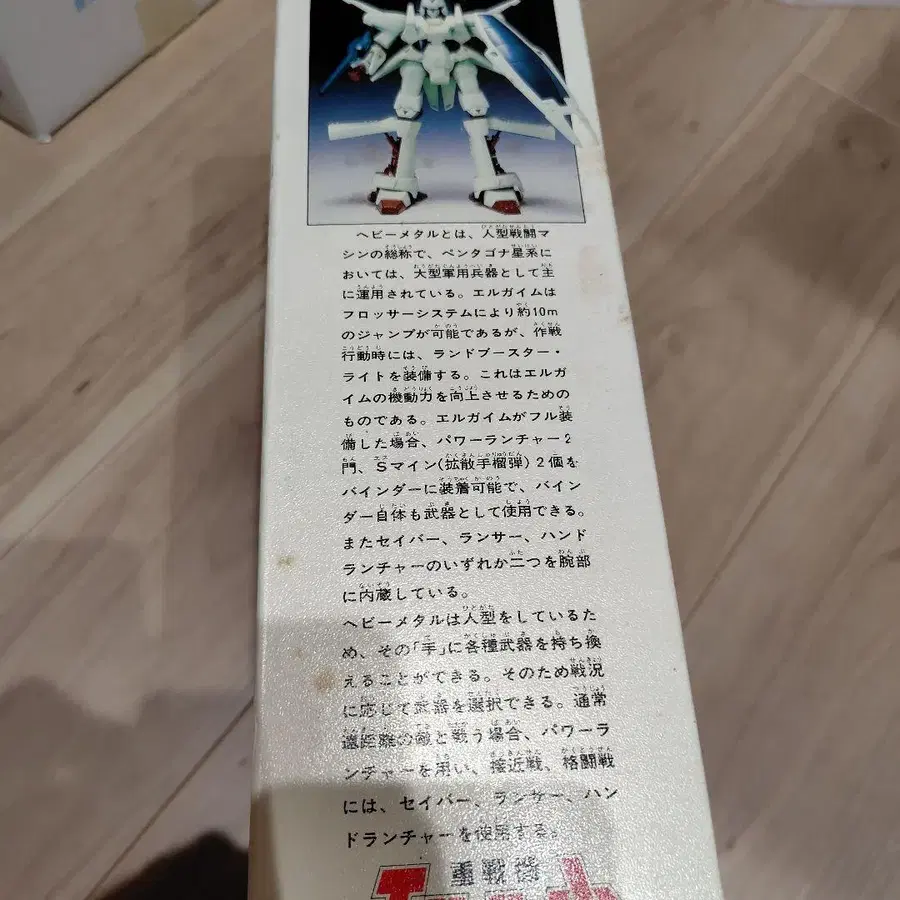 ヘビーメタルとは、人型戦闘マ
シンの総称で、ペンタゴナ星系に
おいては、大型軍用兵器として主
に運用されている。エルガイムは
フロッサーシステムにより約10m
のジャンプが可能であるが、作戦
行動時には、ランドブースター・
ライトを装備する。これはエルガ
イムの機動力を向上させるための
ものである。エルガイムがフル装
備した場合、パワーランチャー2
門、Sマイン(拡散手榴弾)2個を
バインダーに装着可能で、バイン
ダー自体も武器として使用できる。
またセイバー、ランサー、ハンド
ランチャーのいずれか二つを腕部
に内蔵している。
ヘビーメタルは人型をしているた
め、その「手」に各種武器を持ち換
えることができる。そのため戦況
に応じて武器を選択できる。通常
遠距離の敵と戦う場合、パワーラ
ンチャーを用い、接近戦、格闘戦
には、セイバー、ランサー、ハン
ドランチャーを使用する。
重戦機